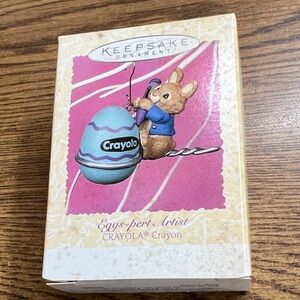 KEEPSAKE
ORNAMENT
Crayola
Eggs-pert Artist
CRAYOLA® Crayon